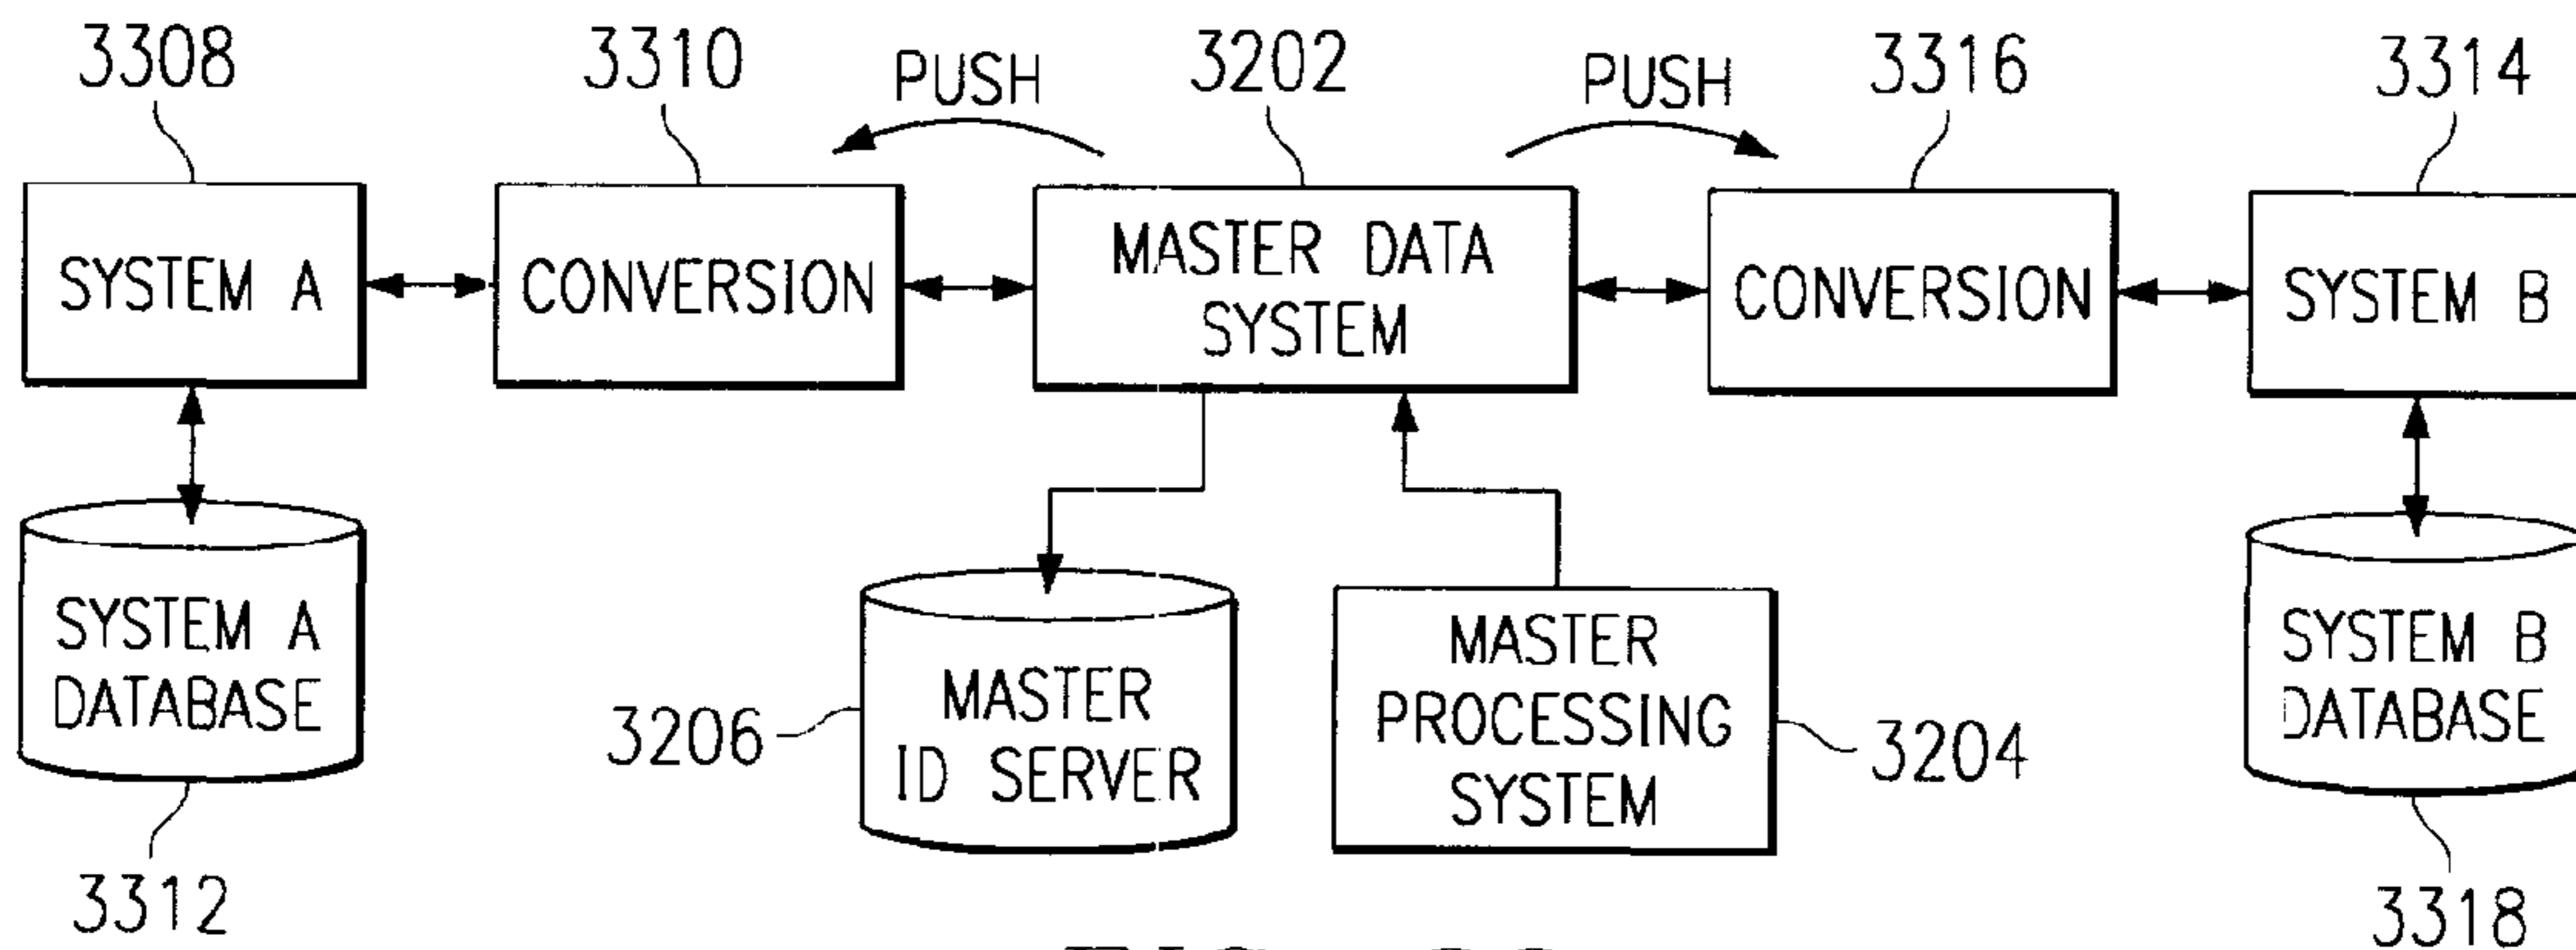 3308
3310
PUSH
3202
PUSH
3316
3314
SYSTEM A
CONVERSION
MASTER DATA
SYSTEM
CONVERSION
SYSTEM B
SYSTEM A
DATABASE
3312
3206
MASTER
ID SERVER
MASTER
PROCESSING
SYSTEM
3204
SYSTEM B
DATABASE
3318